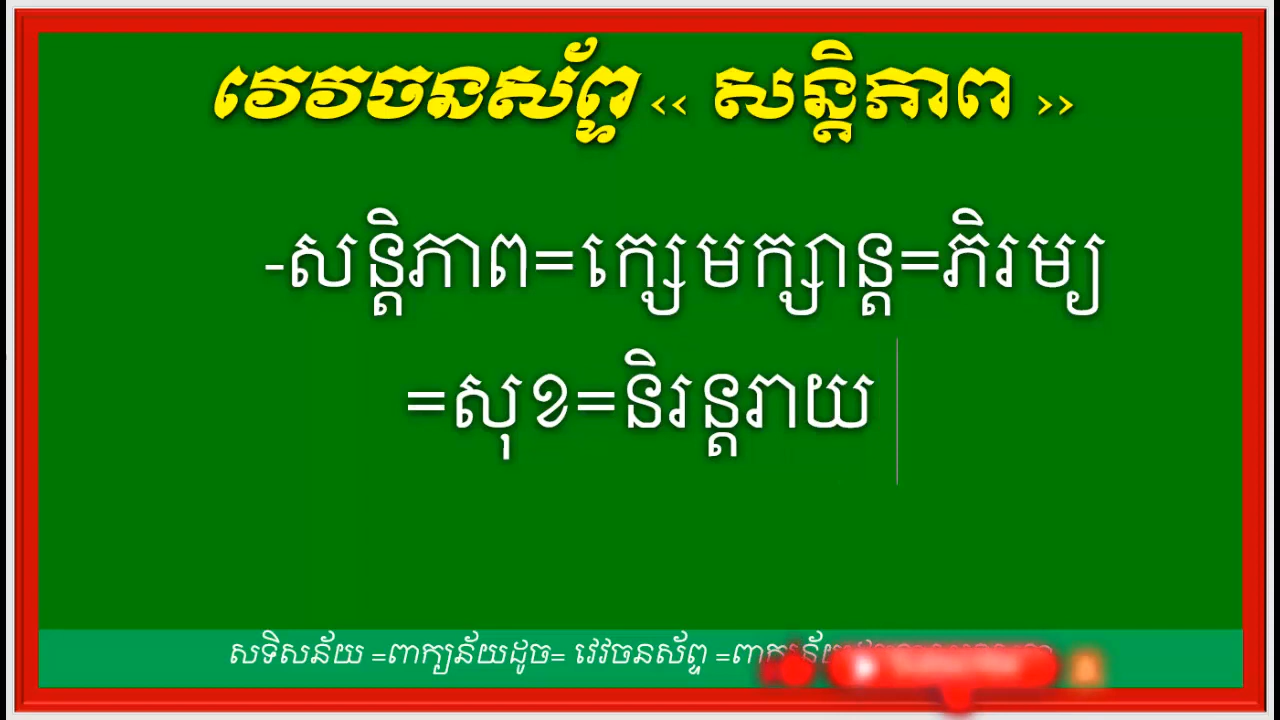 វេវចនសព្ទ័ << សន្តិភាព >>
-សន្តិភាព=ក្សេមក្សាន្ត=ភិរម្យ
=សុខ=និរន្តរាយ
សទិសន័យ =ពាក្យន័យដូច= វេវចនស័ព្ទ =ពាក្យន័យ